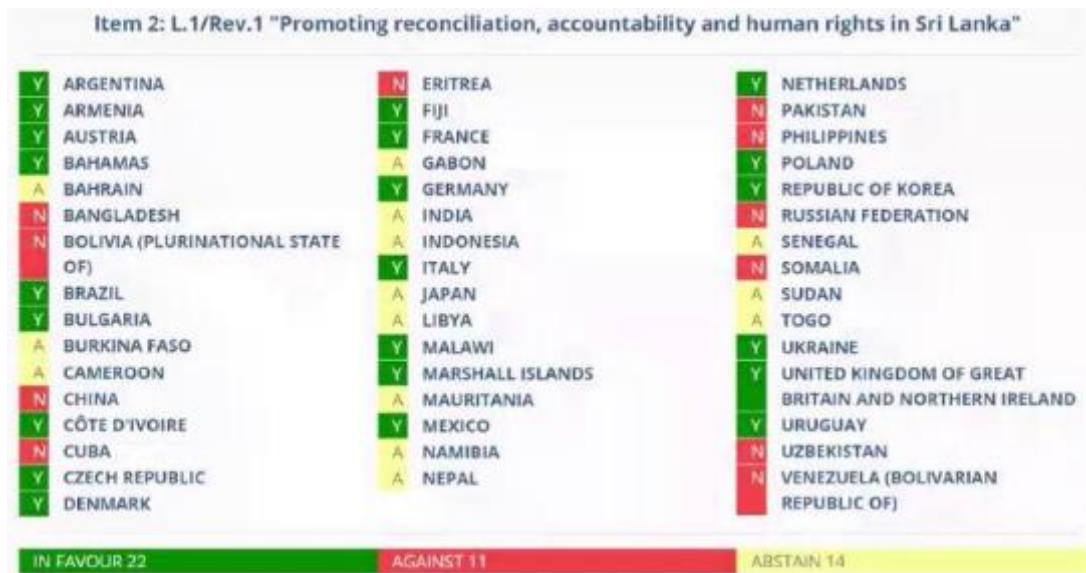 Item 2: L.1/Rev.1 "Promoting reconciliation, accountability and human rights in Sri Lanka"
Y ARGENTINA
Y ARMENIA
Y AUSTRIA
Y BAHAMAS
A BAHRAIN
N BANGLADESH
N BOLIVIA (PLURINATIONAL STATE
OF)
Y BRAZIL
Y BULGARIA
A BURKINA FASO
A CAMEROON
N CHINA
Y CÔTE D'IVOIRE
N CUBA
Y CZECH REPUBLIC
Y DENMARK
N ERITREA
Y FIJI
Y FRANCE
A GABON
Y GERMANY
A INDIA
A INDONESIA
Y ITALY
A JAPAN
A LIBYA
Y MALAWI
Y MARSHALL ISLANDS
A MAURITANIA
Y MEXICO
A NAMIBIA
A NEPAL
Y NETHERLANDS
N PAKISTAN
N PHILIPPINES
Y POLAND
Y REPUBLIC OF KOREA
N RUSSIAN FEDERATION
A SENEGAL
N SOMALIA
A SUDAN
A TOGO
Y UKRAINE
Y UNITED KINGDOM OF GREAT
BRITAIN AND NORTHERN IRELAND
Y URUGUAY
N UZBEKISTAN
N VENEZUELA (BOLIVARIAN
REPUBLIC OF)
IN FAVOUR 22
AGAINST 11
ABSTAIN 14